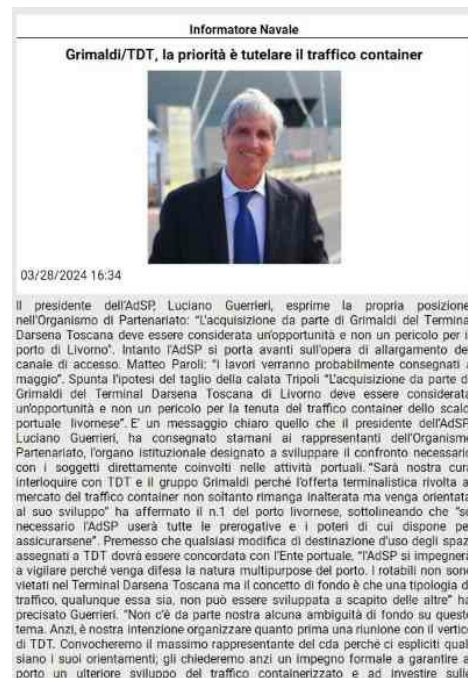 Informatore Navale
Grimaldi/TDT, la priorità è tutelare il traffico container
03/28/2024 16:34
Il presidente dell'AdSP, Luciano Guerrieri, esprime la propria posizione
nell'Organismo di Partenariato: "L'acquisizione da parte di Grimaldi del Termina
Darsena Toscana deve essere considerata un'opportunità e non un pericolo per i
porto di Livorno". Intanto l'AdSP si porta avanti sull'opera di allargamento de
canale di accesso. Matteo Paroli: "I lavori verranno probabilmente consegnati a
maggio". Spunta l'ipotesi del taglio della calata Tripoli "L'acquisizione da parte d
Grimaldi del Terminal Darsena Toscana di Livorno deve essere considerata
un'opportunità e non un pericolo per la tenuta del traffico container dello scalo
portuale livornese". E' un messaggio chiaro quello che il presidente dell'AdSP
Luciano Guerrieri, ha consegnato stamani ai rappresentanti dell'Organismo
Partenariato, l'organo istituzionale designato a sviluppare il confronto necessario
con i soggetti direttamente coinvolti nelle attività portuali. "Sarà nostra cura
interloquire con TDT e il gruppo Grimaldi perché l'offerta terminalistica rivolta a
mercato del traffico container non soltanto rimanga inalterata ma venga orientata
al suo sviluppo" ha affermato il n.1 del porto livornese, sottolineando che "se
necessario l'AdSP userà tutte le prerogative e i poteri di cui dispone pe
assicurarsene". Premesso che qualsiasi modifica di destinazione d'uso degli spaz
assegnati a TDT dovrà essere concordata con l'Ente portuale, "l'AdSP si impegnerà
a vigilare perché venga difesa la natura multipurpose del porto. I rotabili non sono
vietati nel Terminal Darsena Toscana ma il concetto di fondo è che una tipologia d
traffico, qualunque essa sia, non può essere sviluppata a scapito delle altre" ha
precisato Guerrieri. "Non c'è da parte nostra alcuna ambiguità di fondo su questo
tema. Anzi, è nostra intenzione organizzare quanto prima una riunione con il vertice
di TDT. Convocheremo il massimo rappresentante del cda perché ci espliciti qual
siano i suoi orientamenti; gli chiederemo anzi un impegno formale a garantire a
porto un ulteriore sviluppo del traffico containerizzato e ad investire sulla